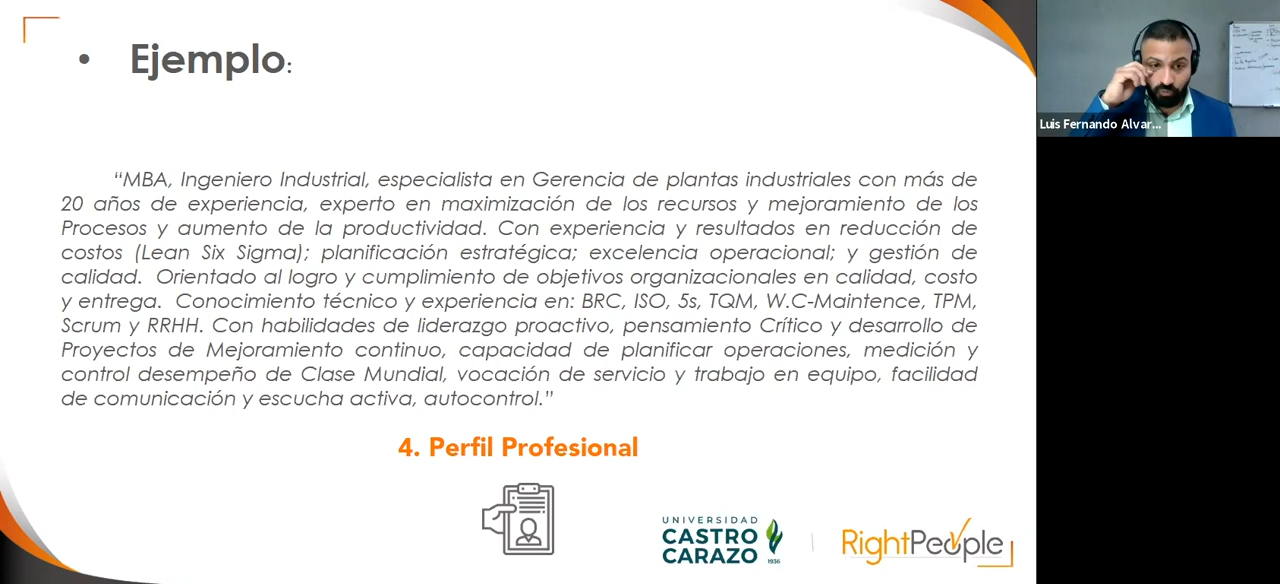 • Ejemplo:
“MBA, Ingeniero Industrial, especialista en Gerencia de plantas industriales con más de
20 años de experiencia, experto en maximización de los recursos y mejoramiento de los
Procesos y aumento de la productividad. Con experiencia y resultados en reducción de
costos (Lean Six Sigma); planificación estratégica; excelencia operacional; y gestión de
calidad.  Orientado al logro y cumplimiento de objetivos organizacionales en calidad, costo
y entrega.  Conocimiento técnico y experiencia en: BRC, ISO, 5s, TQM, W.C-Maintence, TPM,
Scrum y RRHH. Con habilidades de liderazgo proactivo, pensamiento Crítico y desarrollo de
Proyectos de Mejoramiento continuo, capacidad de planificar operaciones, medición y
control desempeño de Clase Mundial, vocación de servicio y trabajo en equipo, facilidad
de comunicación y escucha activa, autocontrol.”
4. Perfil Profesional
UNIVERSIDAD
CASTRO
CARAZO
1936
RightPeople
Luis Fernando Alvar...